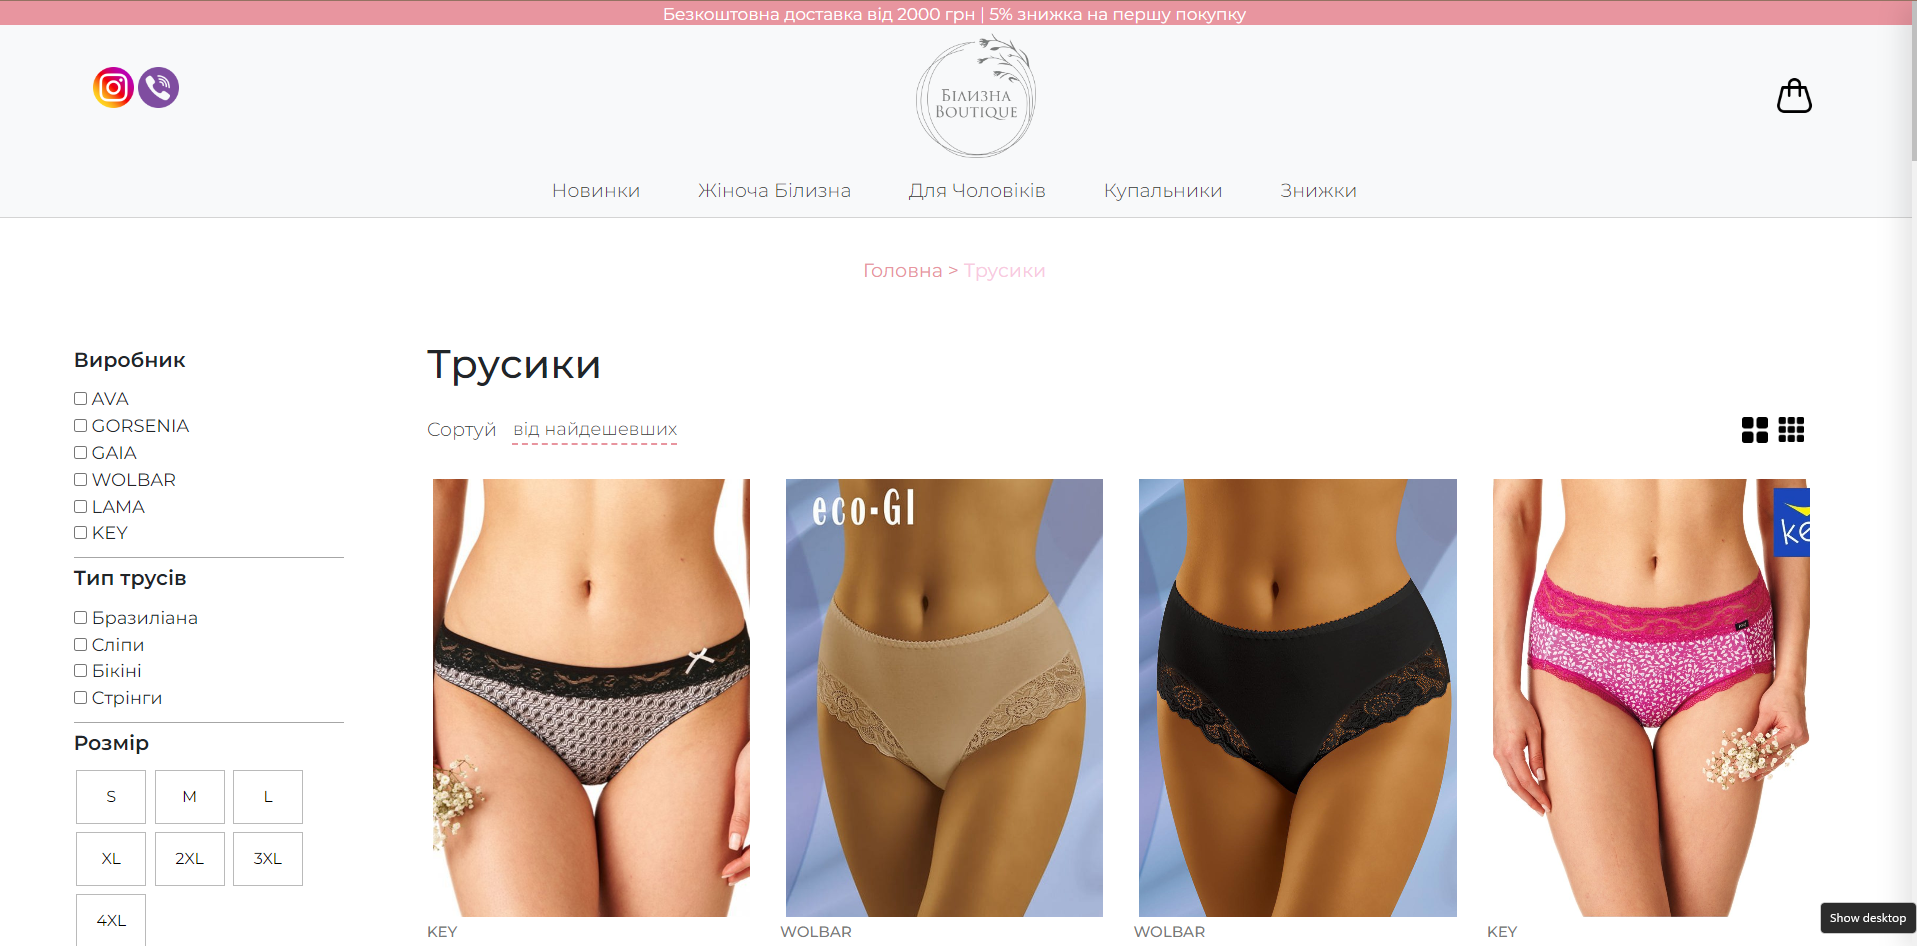 Безкоштовна доставка від 2000 грн | 5% знижка на першу покупку
Білизна
Boutique
Новинки
Жіноча Білизна
Для Чоловіків
Купальники
Знижки
Головна > Трусики
Виробник
AVA
GORSENIA
GAIA
WOLBAR
LAMA
KEY
Тип трусів
Бразиліана
Сліпи
Бікіні
Стрінги
Розмір
S
M
L
XL
2XL
3XL
4XL
Трусики
Сортуй від найдешевших
eco-GI
ke
KEY
WOLBAR
WOLBAR
KEY
Show desktop